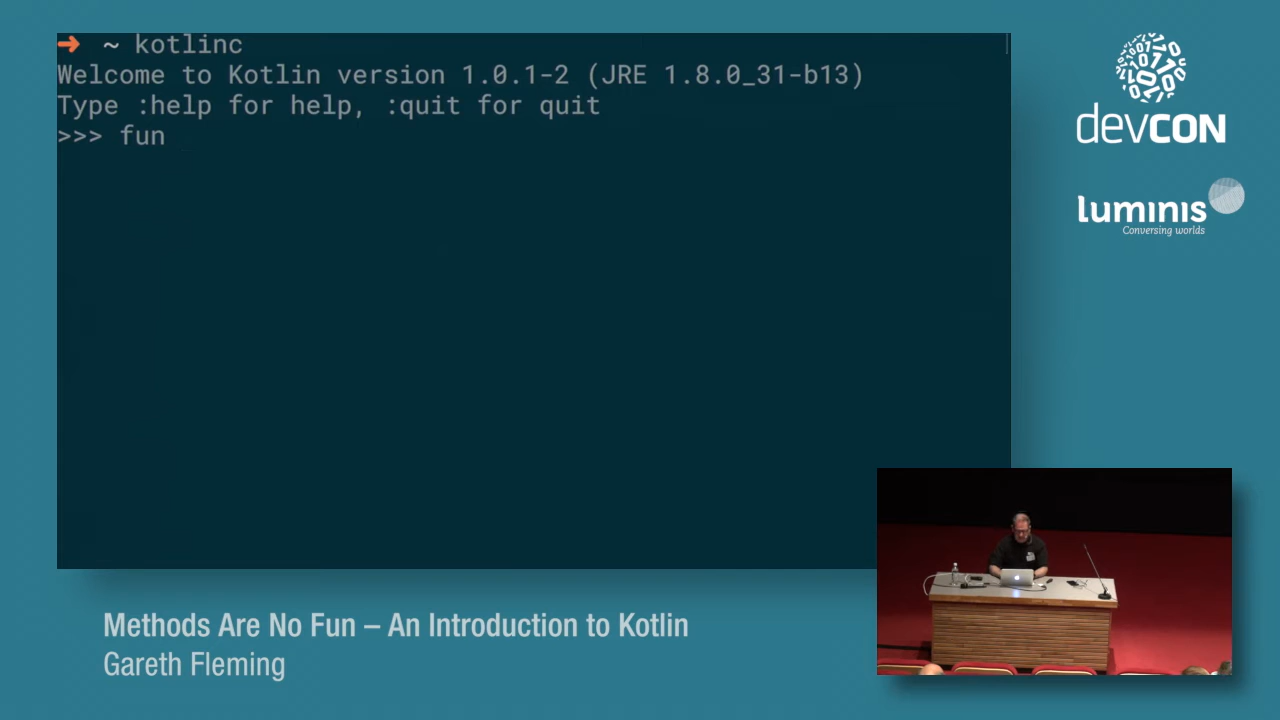 ➜ ~ kotlinc
Welcome to Kotlin version 1.0.1-2 (JRE 1.8.0_31-b13)
Type :help for help, :quit for quit
>>> fun
devCON
luminis
Conversing worlds
Methods Are No Fun – An Introduction to Kotlin
Gareth Fleming